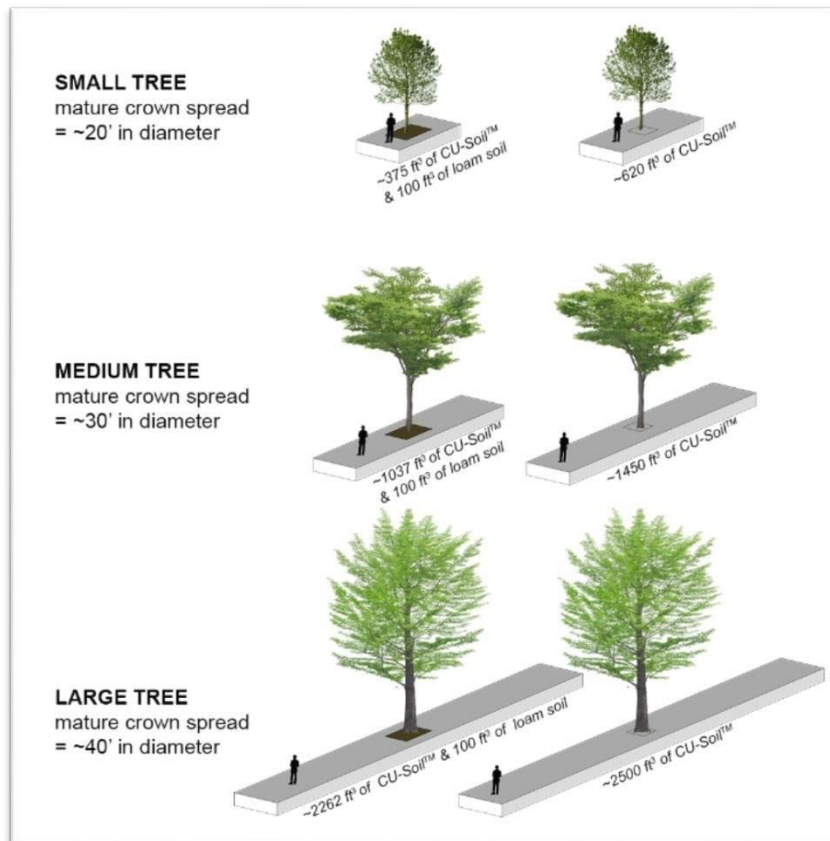 SMALL TREE
mature crown spread
= ~20' in diameter
~375 ft³ of CU-Soil™
& 100 ft³ of loam soil
~620 ft³ of CU-Soil™
MEDIUM TREE
mature crown spread
= ~30' in diameter
~1037 ft³ of CU-Soil™
& 100 ft³ of loam soil
~1450 ft³ of CU-Soil™
LARGE TREE
mature crown spread
= ~40' in diameter
~2262 ft³ of CU-Soil™ & 100 ft³ of loam soil
~2500 ft³ of CU-Soil™